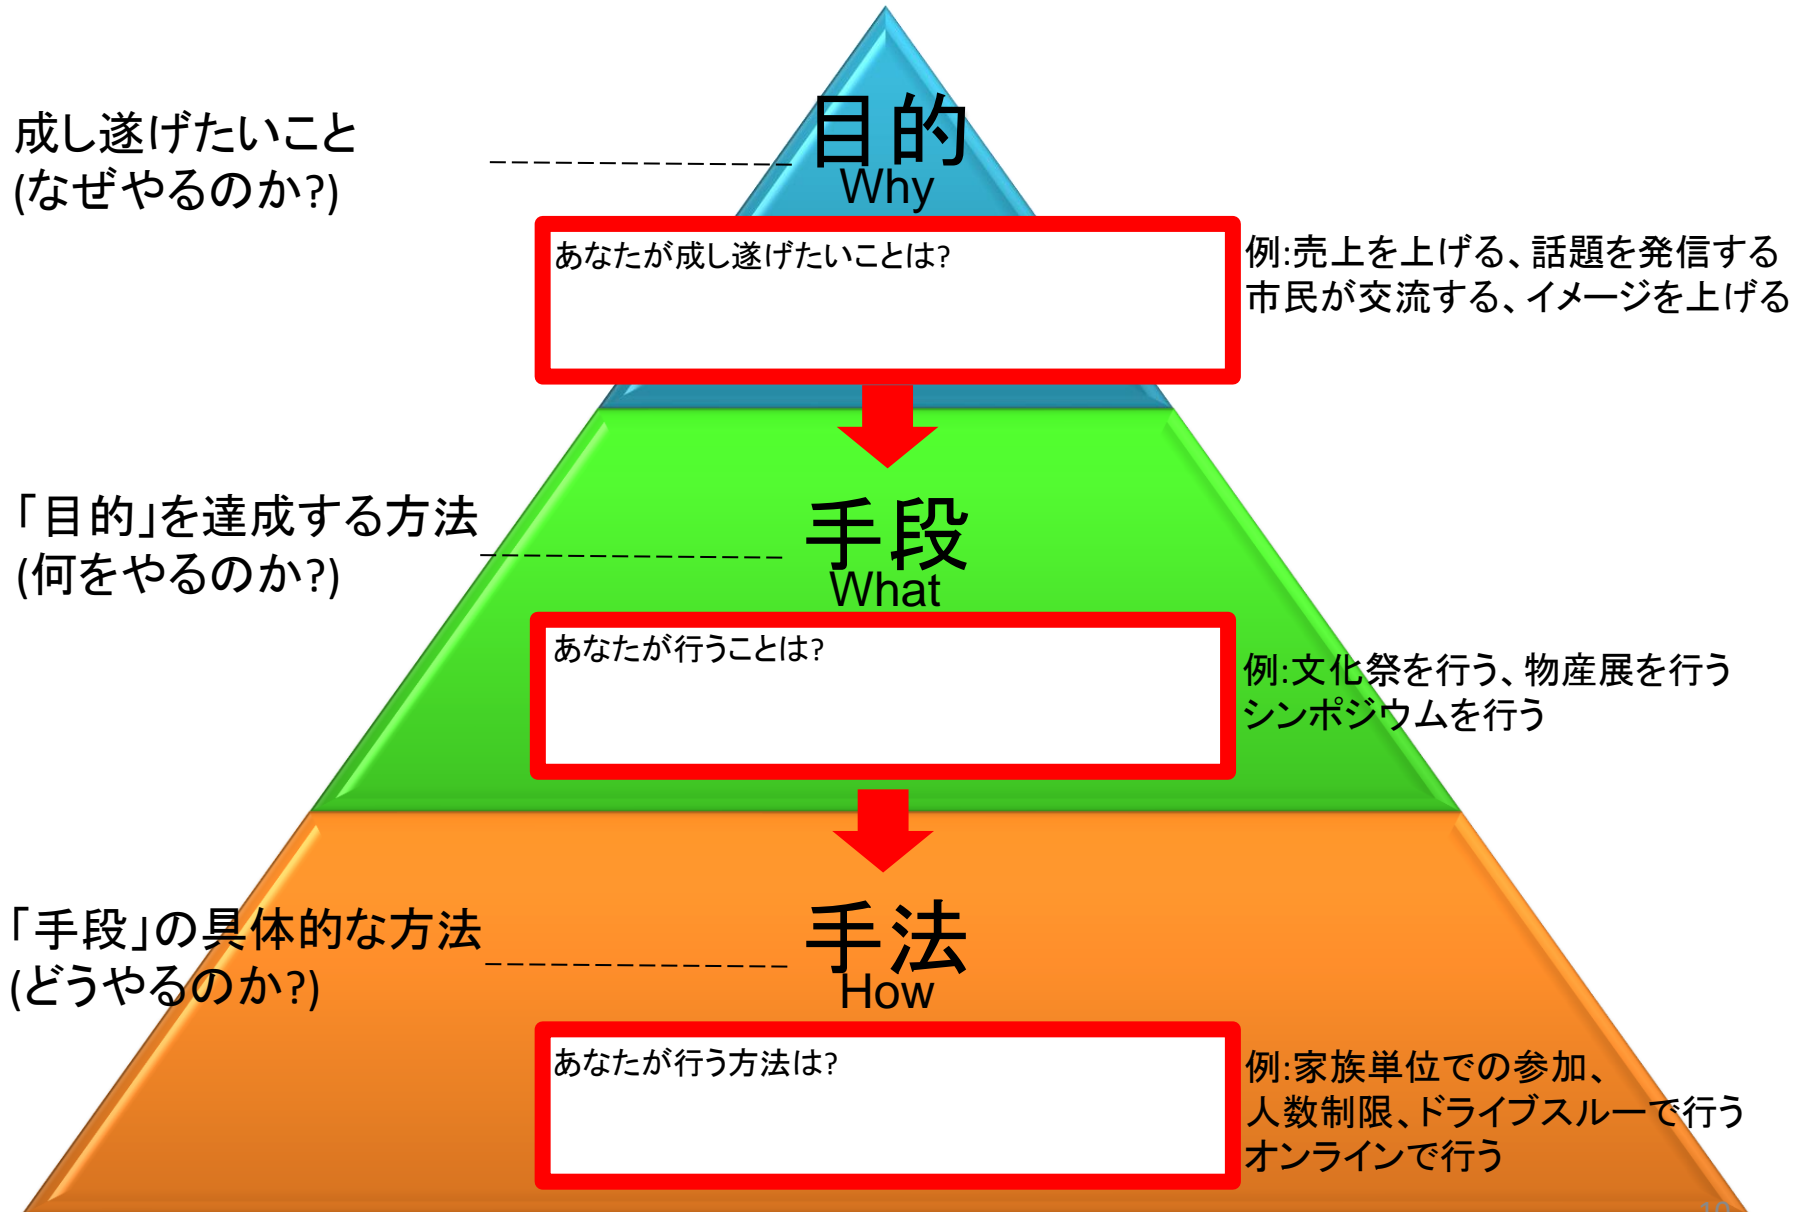 成し遂げたいこと
(なぜやるのか?)
目的
Why
あなたが成し遂げたいことは?
例:売上を上げる、話題を発信する
市民が交流する、イメージを上げる
「目的」を達成する方法
(何をやるのか?)
手段
What
あなたが行うことは?
例:文化祭を行う、物産展を行う
シンポジウムを行う
「手段」の具体的な方法
(どうやるのか?)
手法
How
あなたが行う方法は?
例:家族単位での参加、
人数制限、ドライブスルーで行う
オンラインで行う